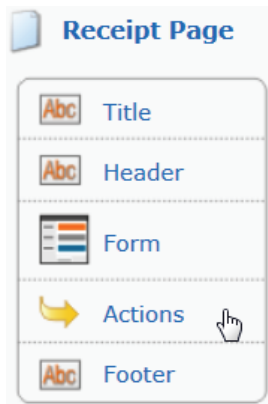 Receipt Page
Abc Title
Abc Header
Form
Actions
Abc Footer